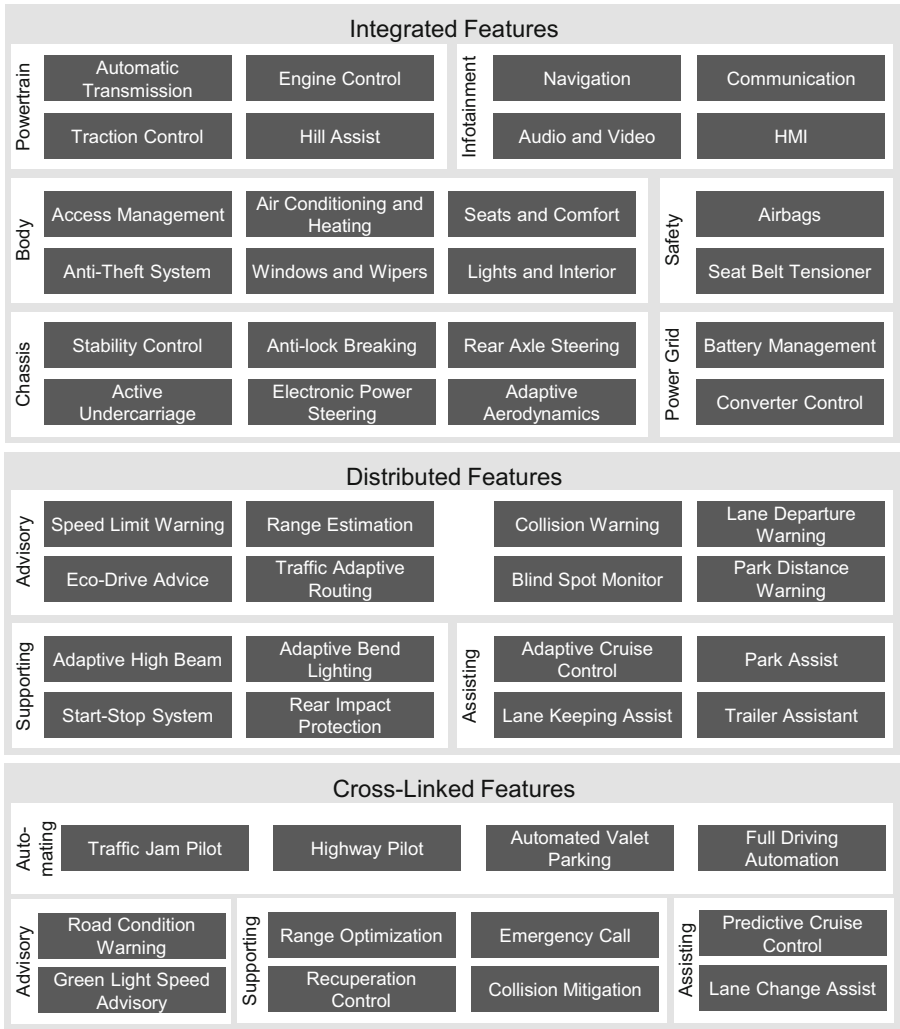 Integrated Features
Powertrain
Automatic
Transmission
Engine Control
Traction Control
Hill Assist
Infotainment
Navigation
Communication
Audio and Video
HMI
Body
Access Management
Air Conditioning and
Heating
Seats and Comfort
Anti-Theft System
Windows and Wipers
Lights and Interior
Safety
Airbags
Seat Belt Tensioner
Chassis
Stability Control
Anti-lock Breaking
Rear Axle Steering
Active
Undercarriage
Electronic Power
Steering
Adaptive
Aerodynamics
Power Grid
Battery Management
Converter Control
Distributed Features
Advisory
Speed Limit Warning
Range Estimation
Collision Warning
Lane Departure
Warning
Eco-Drive Advice
Traffic Adaptive
Routing
Blind Spot Monitor
Park Distance
Warning
Supporting
Adaptive High Beam
Adaptive Bend
Lighting
Start-Stop System
Rear Impact
Protection
Assisting
Adaptive Cruise
Control
Park Assist
Lane Keeping Assist
Trailer Assistant
Cross-Linked Features
Auto-
mating
Traffic Jam Pilot
Highway Pilot
Automated Valet
Parking
Full Driving
Automation
Advisory
Road Condition
Warning
Green Light Speed
Advisory
Supporting
Range Optimization
Emergency Call
Recuperation
Control
Collision Mitigation
Assisting
Predictive Cruise
Control
Lane Change Assist